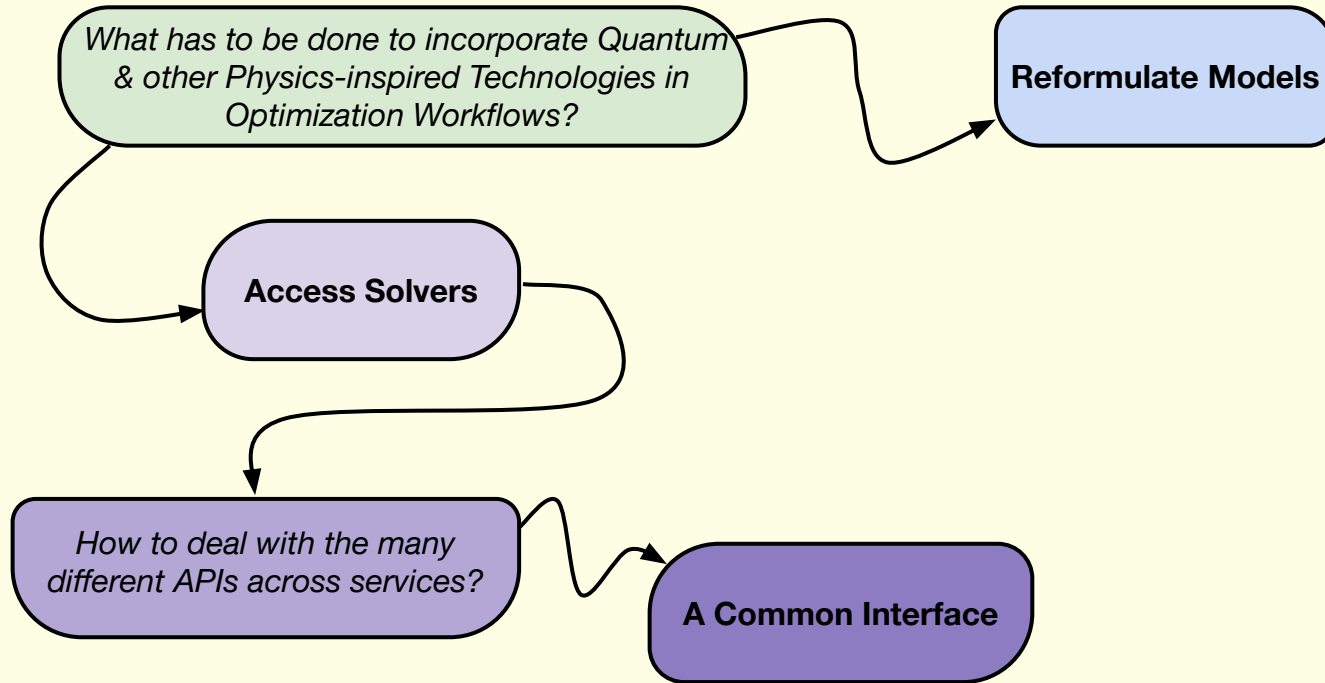 What has to be done to incorporate Quantum
& other Physics-inspired Technologies in
Optimization Workflows?
Reformulate Models
Access Solvers
How to deal with the many
different APIs across services?
A Common Interface